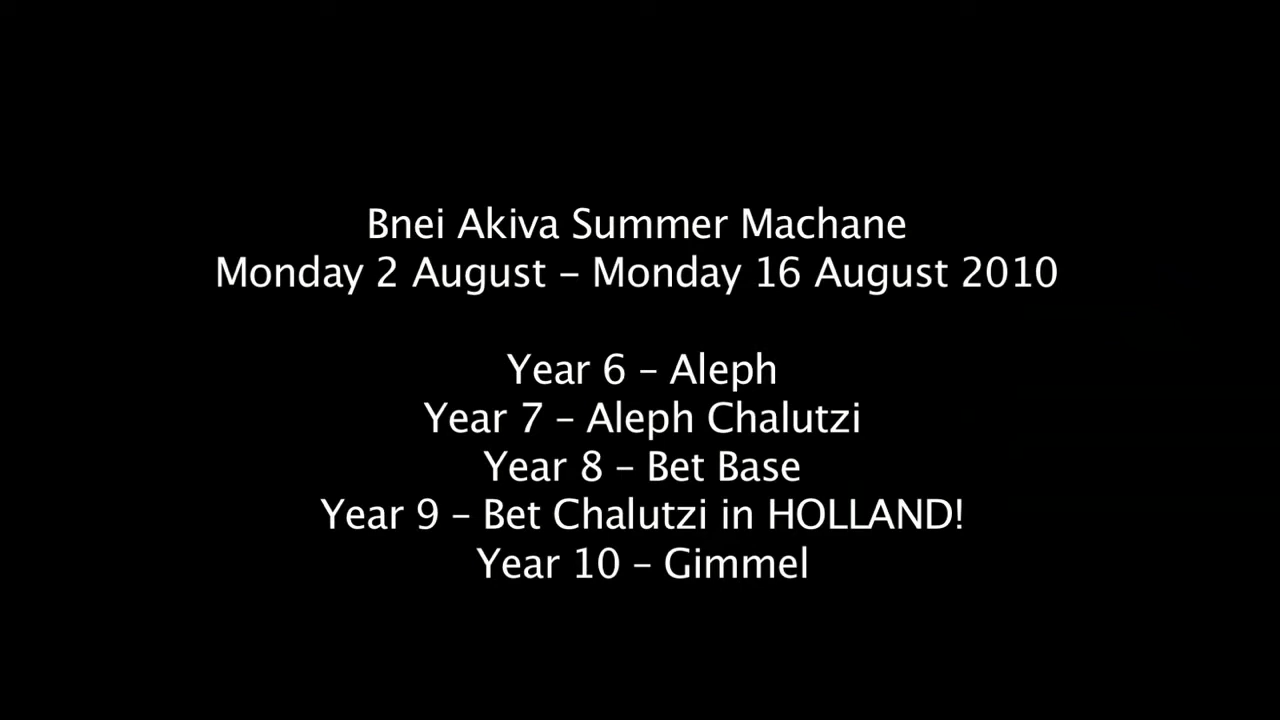 Bnei Akiva Summer Machane
Monday 2 August – Monday 16 August 2010
Year 6 – Aleph
Year 7 – Aleph Chalutzi
Year 8 – Bet Base
Year 9 – Bet Chalutzi in HOLLAND!
Year 10 – Gimmel